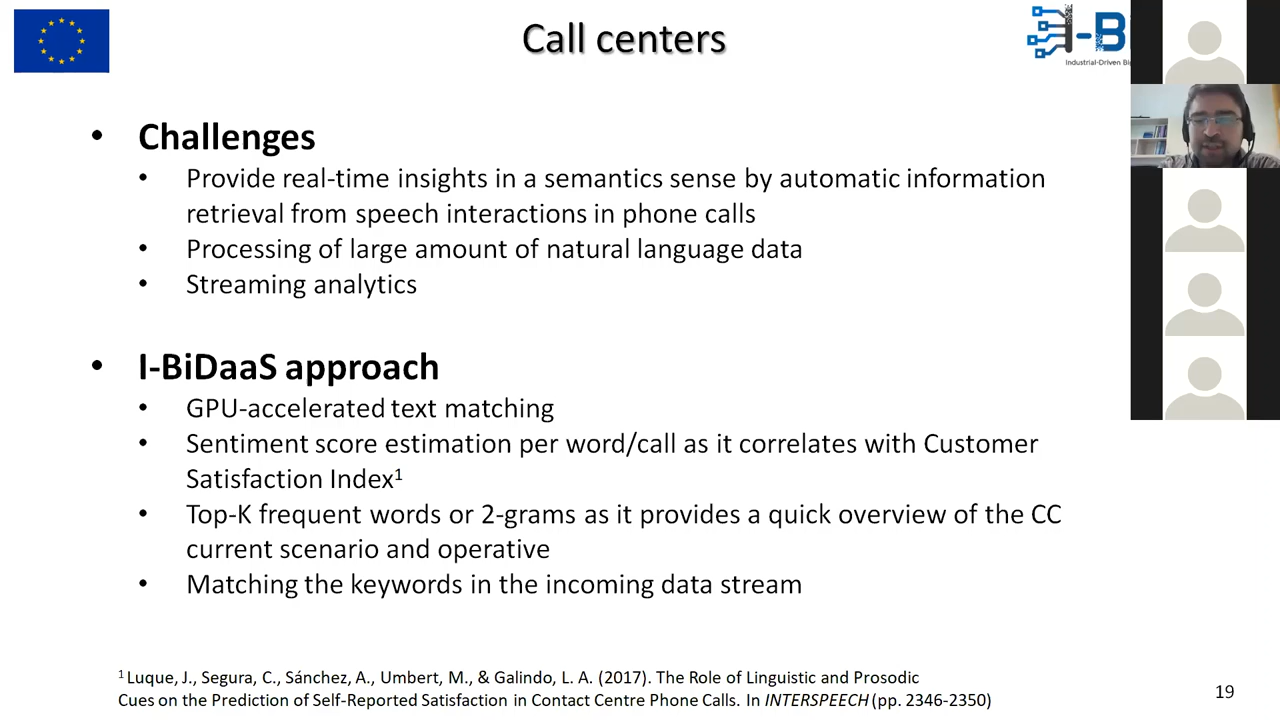 Call centers
I-B
Industrial-Driven Bi
• Challenges
• Provide real-time insights in a semantics sense by automatic information
retrieval from speech interactions in phone calls
• Processing of large amount of natural language data
• Streaming analytics
• I-BiDaaS approach
• GPU-accelerated text matching
• Sentiment score estimation per word/call as it correlates with Customer
Satisfaction Index¹
• Top-K frequent words or 2-grams as it provides a quick overview of the CC
current scenario and operative
• Matching the keywords in the incoming data stream
¹ Luque, J., Segura, C., Sánchez, A., Umbert, M., & Galindo, L. A. (2017). The Role of Linguistic and Prosodic
Cues on the Prediction of Self-Reported Satisfaction in Contact Centre Phone Calls. In INTERSPEECH (pp. 2346-2350)
19